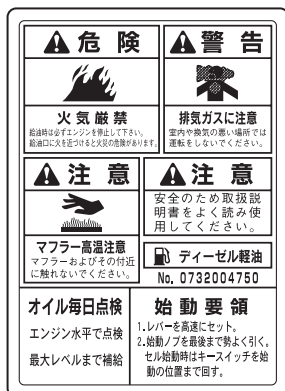 危険
火気厳禁
給油時は必ずエンジンを停止して下さい。
給油口に火を近づけると火災の危険があります。
警告
排気ガスに注意
室内や換気の悪い場所では
運転をしないでください。
注意
マフラー高温注意
マフラーおよびその付近
に触れないでください。
注意
安全のため取扱説
明書をよく読み使
用してください。
ディーゼル軽油
No. 0732004750
オイル毎日点検
エンジン水平で点検
最大レベルまで補給
始動要領
1.レバーを高速にセット。
2.始動ノブを最後まで勢よく引く。
セル始動時はキースイッチを始
動の位置まで回す。